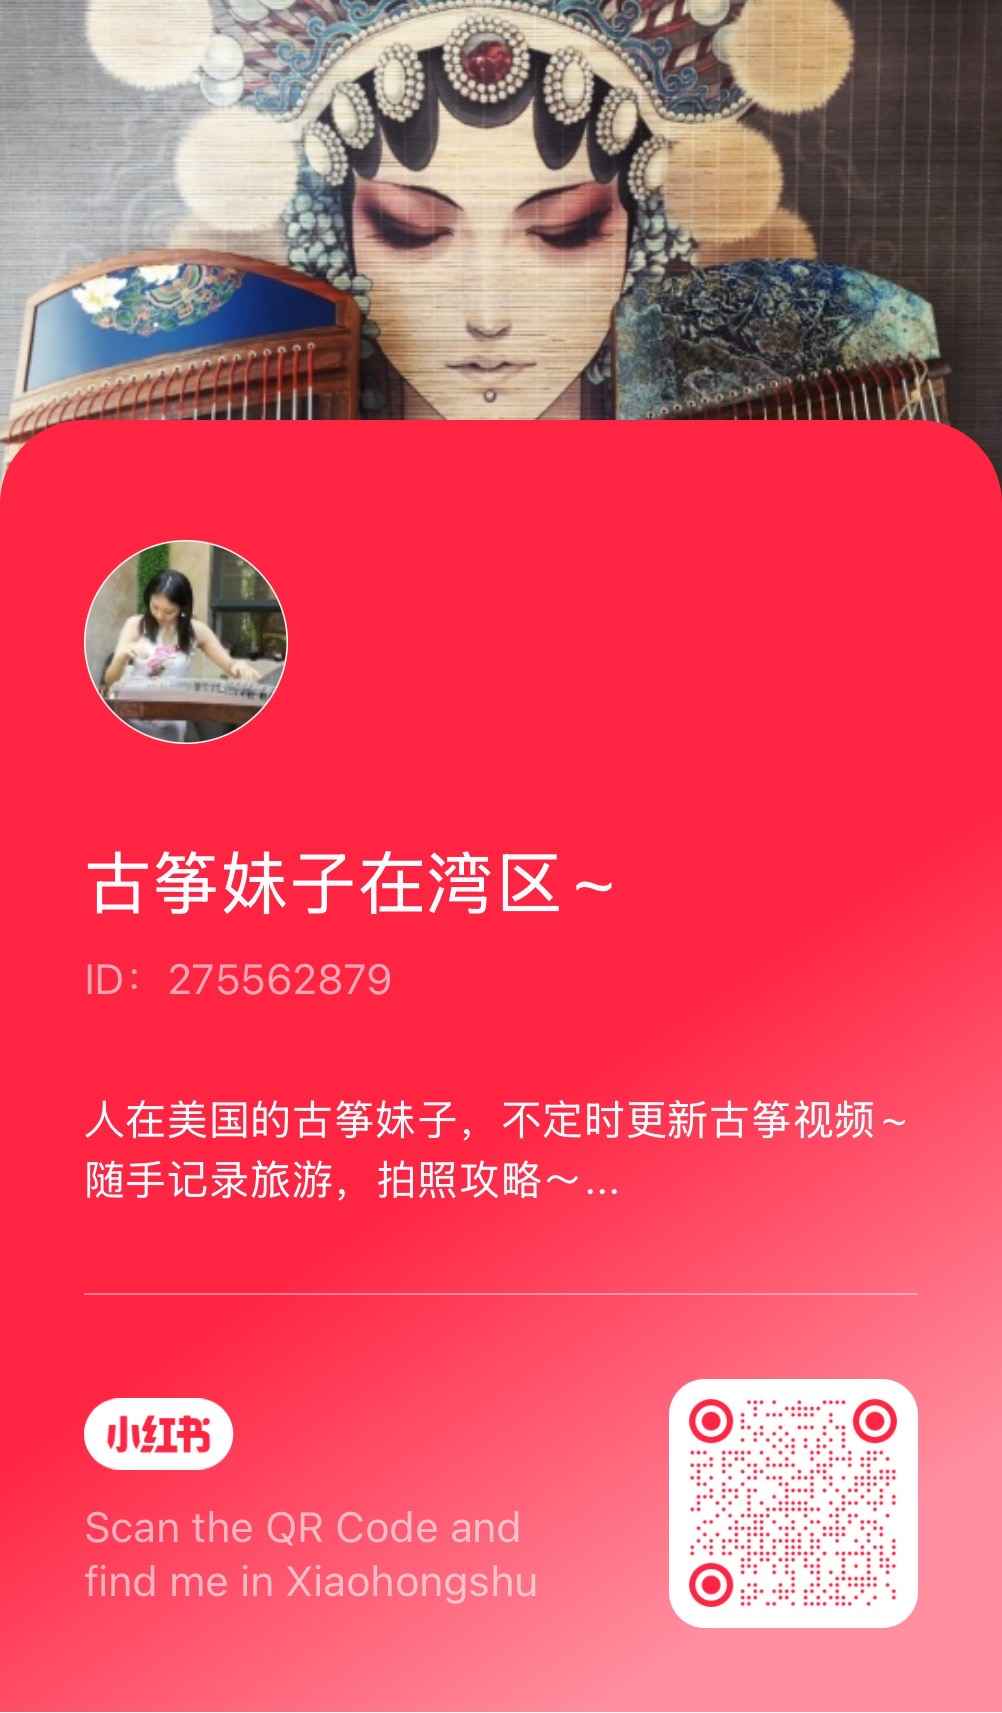 古筝妹子在湾区~
ID：275562879
人在美国的古筝妹子，不定时更新古筝视频~
随手记录旅游，拍照攻略～...
小红书
Scan the QR Code and
find me in Xiaohongshu